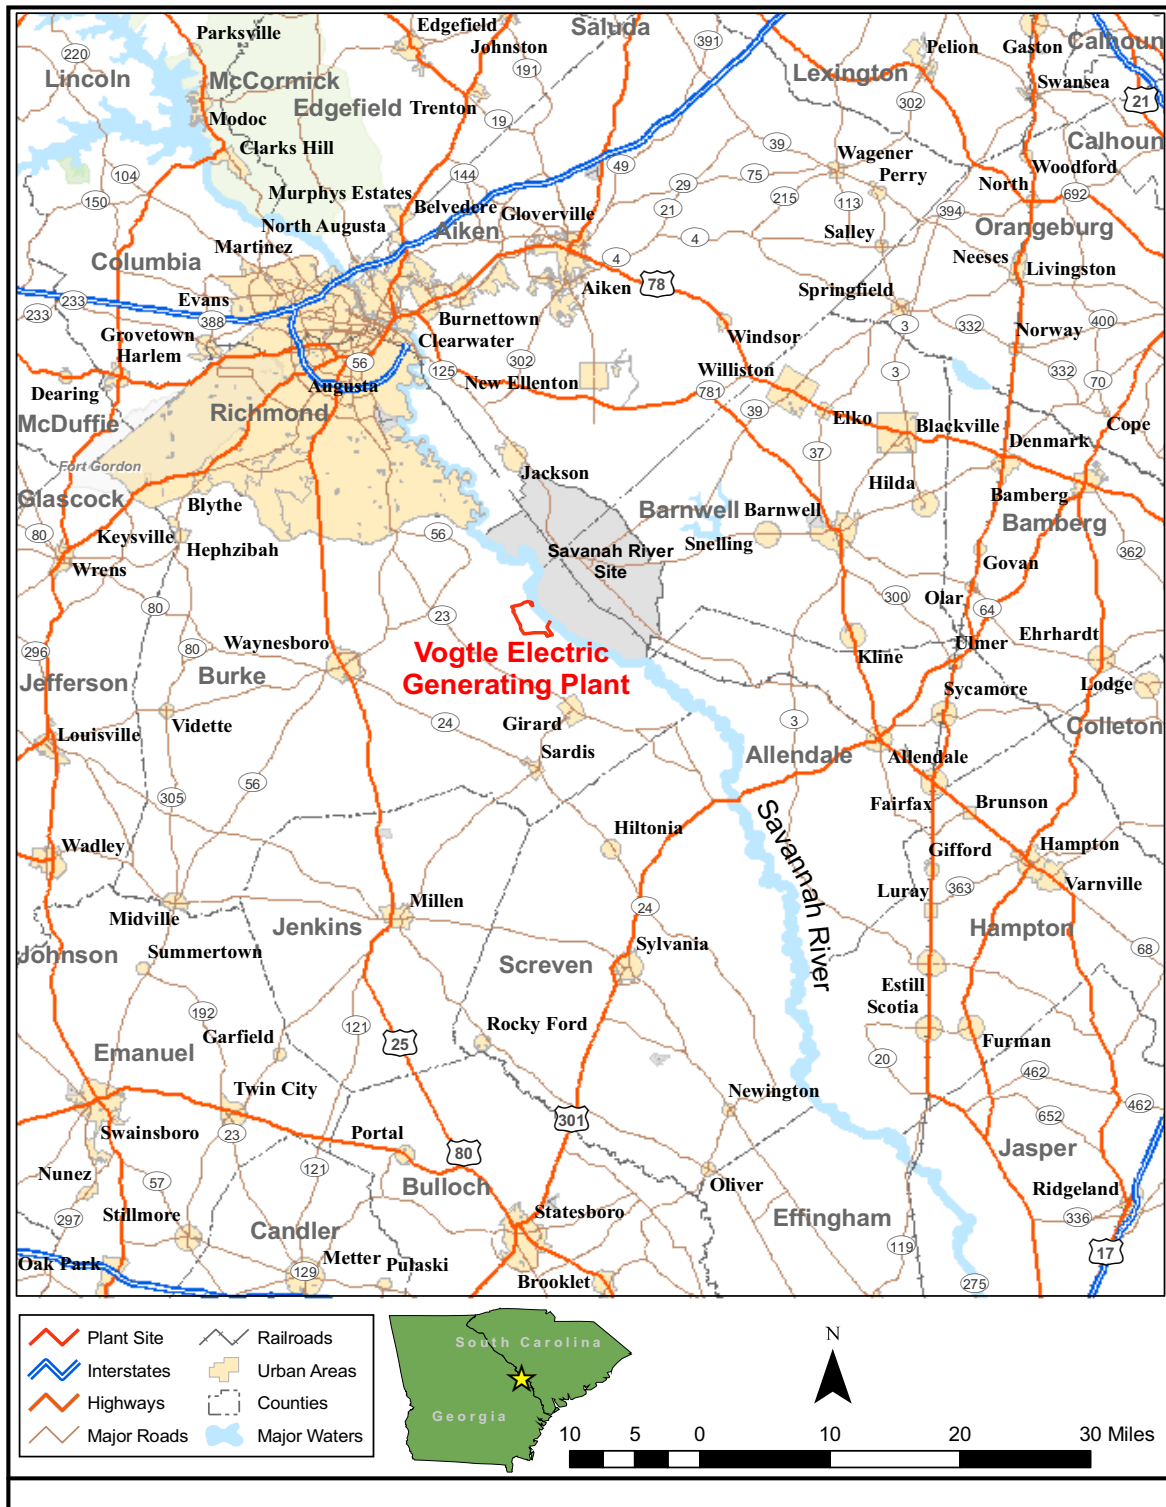 Parksville
Edgefield
Saluda
Johnston
391
Pelion
Gaston
Calhoun
220
Lincoln
McCormick
191
Lexington
Swansea
Edgefield
Trenton
302
21
Modoc
19
Calhoun
Clarks Hill
39
Wagener
Woodford
104
144
49
75
Perry
Murphys Estates
29
North
692
150
Belvedere
Gloverville
21
215
113
394
North Augusta
Aiken
4
Salley
Orangeburg
Martinez
Columbia
4
Neeses
Livingston
78
Evans
Aiken
Springfield
233
233
388
Burnettown
3
332
Norway
400
Grovetown
Clearwater
Windsor
Harlem
56
302
125
Williston
3
332
Dearing
Augusta
New Ellenton
781
70
Richmond
39
Elko
McDuffie
Blackville
Cope
Denmark
37
Fort Gordon
Jackson
Hilda
Glascock
Blythe
Barnwell
Barnwell
Bamberg
Bamberg
80
Keysville
56
Hephzibah
Savanah River
Site
Snelling
362
Wrens
Govan
80
300
Olar
64
23
296
80
Waynesboro
Vogtle Electric
Generating Plant
Ulmer
Ehrhardt
Kline
Jefferson
Burke
Sycamore
Lodge
Vidette
24
Girard
3
Colleton
Louisville
Sardis
Allendale
Allendale
56
305
Fairfax
Brunson
Savannah River
Hiltonia
Wadley
Gifford
Hampton
Millen
24
Luray
363
Varnville
Midville
Jenkins
Hampton
Summertown
Sylvania
68
Johnson
Screven
Estill
192
Scotia
121
Rocky Ford
Garfield
25
Furman
Emanuel
20
462
Twin City
Newington
462
301
652
Swainsboro
23
Portal
80
Jasper
Nunez
121
57
Bulloch
Oliver
Ridgeland
Stillmore
297
Statesboro
336
Candler
Effingham
119
17
Oak Park
129
Metter
Pulaski
Brooklet
275
Plant Site
Railroads
Interstates
Urban Areas
Highways
Counties
Major Roads
Major Waters
South Carolina
Georgia
N
10 5 0 10 20 30 Miles